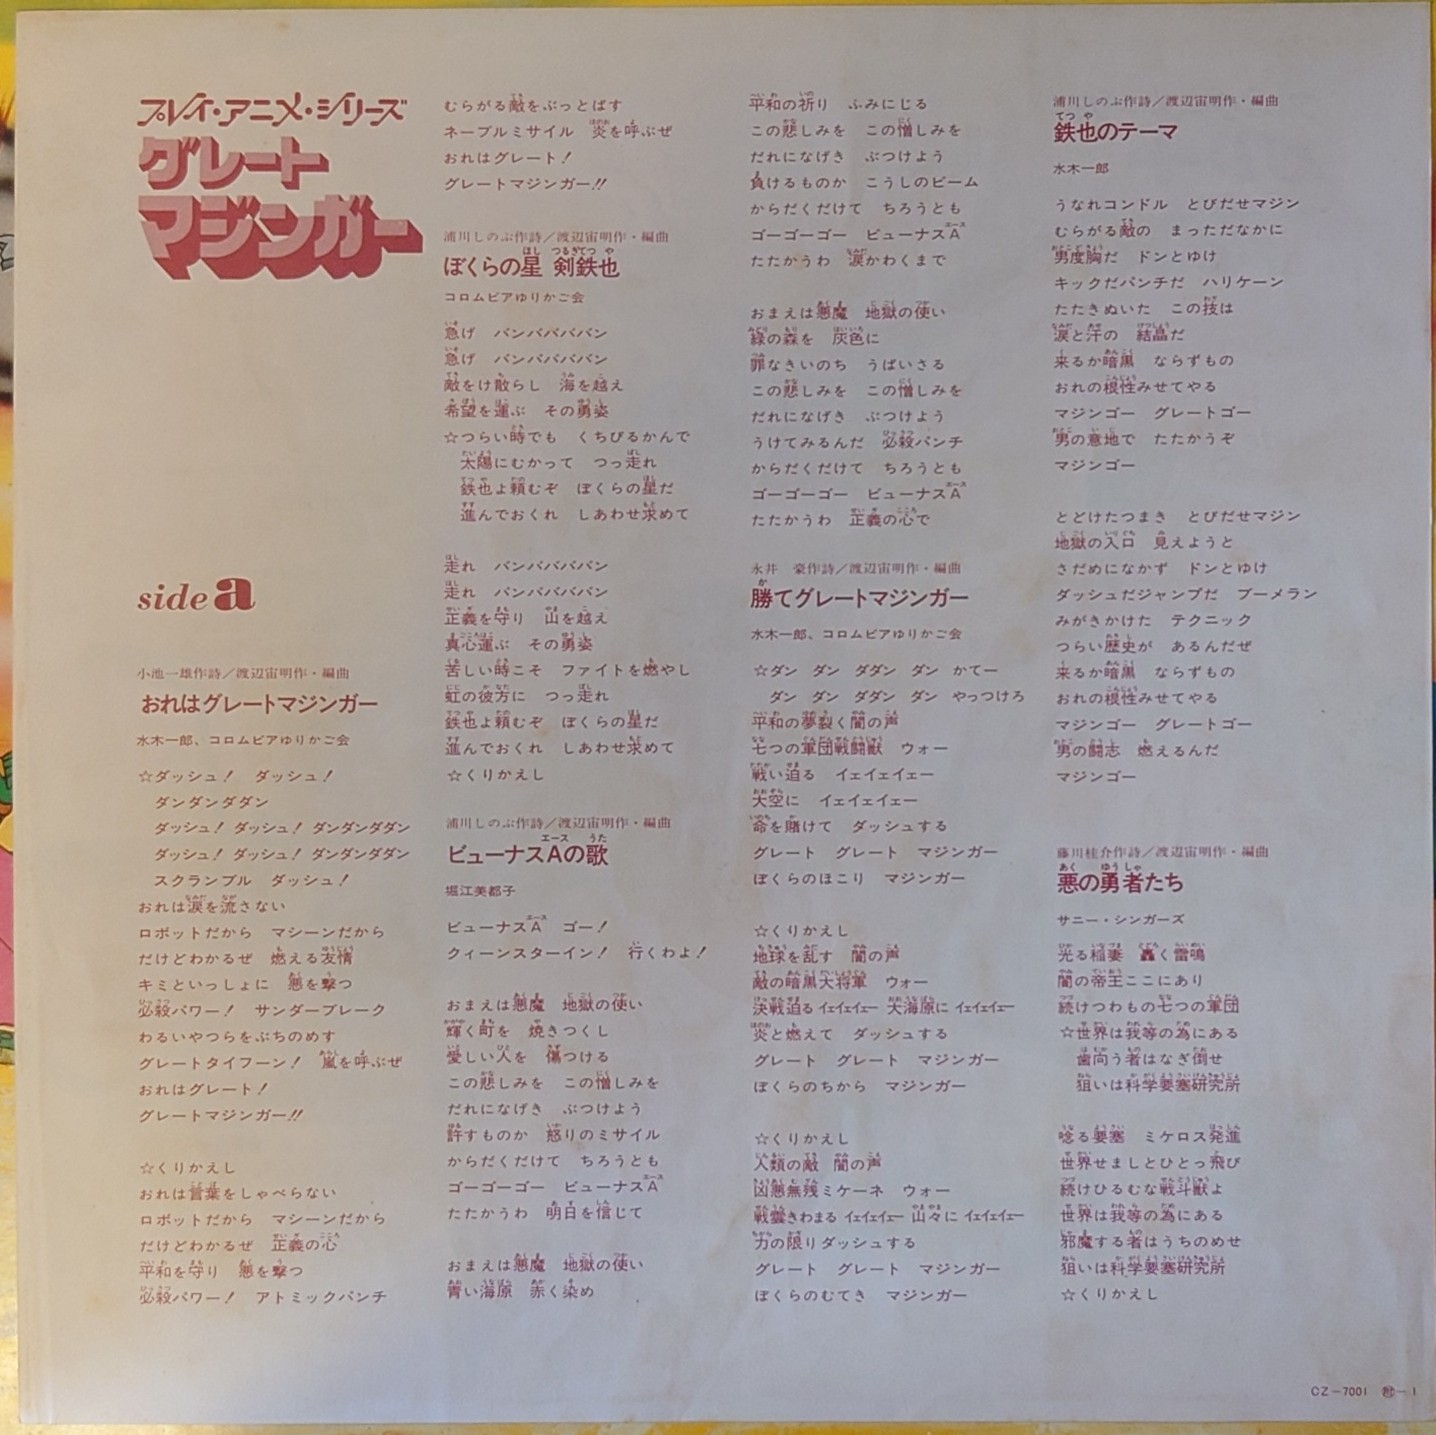 プレイ・アニメ・シリーズ
グレート
マジンガー
side a
小池一雄作詩／渡辺宙明作・編曲
おれはグレートマジンガー
水木一郎、コロムビアゆりかご会
☆ダッシュ！　ダッシュ！
ダンダンダダン
ダッシュ！ダッシュ！ダンダンダダン
ダッシュ！ダッシュ！ダンダンダダン
スクランブル　ダッシュ！
おれは涙を流さない
ロボットだから　マシーンだから
だけどわかるぜ　燃える友情
キミといっしょに　悪を撃つ
必殺パワー！　サンダーブレーク
わるいやつらをぶちのめす
グレートタイフーン！　嵐を呼ぶぜ
おれはグレート！
グレートマジンガー!!
☆くりかえし
おれは言葉をしゃべらない
ロボットだから　マシーンだから
だけどわかるぜ　正義の心
平和を守り　悪を撃つ
必殺パワー！　アトミックパンチ
むらがる敵をぶっとばす
ネーブルミサイル　炎を呼ぶぜ
おれはグレート！
グレートマジンガー!!
浦川しのぶ作詩／渡辺宙明作・編曲
ぼくらの星　剣鉄也
コロムビアゆりかご会
急げ　バンババババン
急げ　バンババババン
敵をけ散らし　海を越え
希望を運ぶ　その勇姿
☆つらい時でも　くちびるかんで
太陽にむかって　つっ走れ
鉄也よ頼むぞ　ぼくらの星だ
進んでおくれ　しあわせ求めて
走れ　バンババババン
走れ　バンババババン
正義を守り　山を越え
真心運ぶ　その勇姿
苦しい時こそ　ファイトを燃やし
虹の彼方に　つっ走れ
鉄也よ頼むぞ　ぼくらの星だ
進んでおくれ　しあわせ求めて
☆くりかえし
浦川しのぶ作詩／渡辺宙明作・編曲
ビューナスAの歌
堀江美都子
ビューナスA　ゴー！
クィーンスターイン！　行くわよ！
おまえは悪魔　地獄の使い
輝く町を　焼きつくし
愛しい人を　傷つける
この悲しみを　この憎しみを
だれになげき　ぶつけよう
許すものか　怒りのミサイル
からだくだけて　ちろうとも
ゴーゴーゴー　ビューナスA
たたかうわ　明日を信じて
おまえは悪魔　地獄の使い
青い海原　赤く染め
平和の祈り　ふみにじる
この悲しみを　この憎しみを
だれになげき　ぶつけよう
負けるものか　こうしのビーム
からだくだけて　ちろうとも
ゴーゴーゴー　ビューナスA
たたかうわ　涙かわくまで
おまえは悪魔　地獄の使い
緑の森を　灰色に
罪なきいのち　うばいさる
この悲しみを　この憎しみを
だれになげき　ぶつけよう
うけてみるんだ　必殺パンチ
からだくだけて　ちろうとも
ゴーゴーゴー　ビューナスA
たたかうわ　正義の心で
永井　豪作詩／渡辺宙明作・編曲
勝てグレートマジンガー
水木一郎、コロムビアゆりかご会
☆ダン　ダン　ダダン　ダン　かてー
ダン　ダン　ダダン　ダン　やっつけろ
平和の夢裂く闇の声
七つの軍団戦闘獣　ウォー
戦い迫る　イェイェイェー
大空に　イェイェイェー
命を賭けて　ダッシュする
グレート　グレート　マジンガー
ぼくらのほこり　マジンガー
☆くりかえし
地球を乱す　闇の声
敵の暗黒大将軍　ウォー
決戦迫る イェイェイェー　大海原に イェイェイェー
炎と燃えて　ダッシュする
グレート　グレート　マジンガー
ぼくらのちから　マジンガー
☆くりかえし
人類の敵　闇の声
凶悪無残ミケーネ　ウォー
戦雲きわまる イェイェイェー 山々に イェイェイェー
力の限りダッシュする
グレート　グレート　マジンガー
ぼくらのむてき　マジンガー
浦川しのぶ作詩／渡辺宙明作・編曲
鉄也のテーマ
水木一郎
うなれコンドル　とびだせマジン
むらがる敵の　まっただなかに
男度胸だ　ドンとゆけ
キックだパンチだ　ハリケーン
たたきぬいた　この技は
涙と汗の　結晶だ
来るか暗黒　ならずもの
おれの根性みせてやる
マジンゴー　グレートゴー
男の意地で　たたかうぞ
マジンゴー
とどけたつまき　とびだせマジン
地獄の入口　見えようと
さだめになかず　ドンとゆけ
ダッシュだジャンプだ　ブーメラン
みがきかけた　テクニック
つらい歴史が　あるんだぜ
来るか暗黒　ならずもの
おれの根性みせてやる
マジンゴー　グレートゴー
男の闘志　燃えるんだ
マジンゴー
藤川桂介作詩／渡辺宙明作・編曲
悪の勇者たち
サニー・シンガーズ
光る稲妻　轟く雷鳴
闇の帝王ここにあり
続けつわもの七つの軍団
☆世界は我等の為にある
歯向う者はなぎ倒せ
狙いは科学要塞研究所
唸る要塞　ミケロス発進
世界せましとひとっ飛び
続けひるむな戦斗獣よ
世界は我等の為にある
邪魔する者はうちのめせ
狙いは科学要塞研究所
☆くりかえし
CZ-7001 ㊕-1